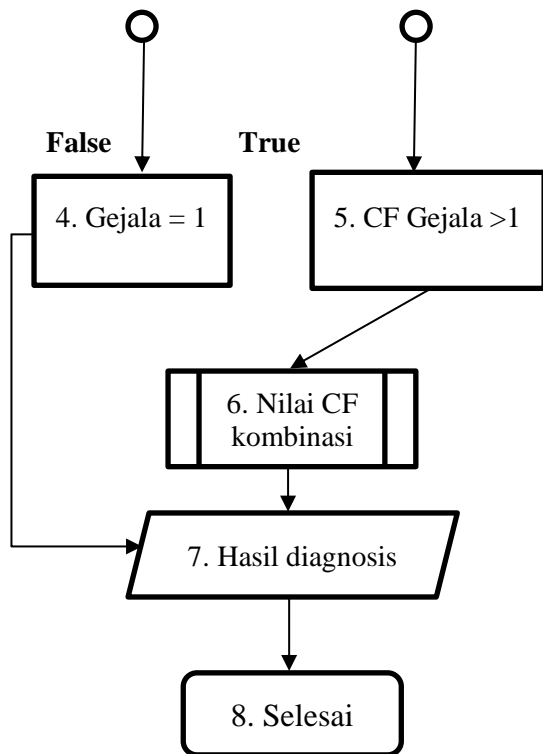 False
True
4. Gejala = 1
5. CF Gejala >1
6. Nilai CF
kombinasi
7. Hasil diagnosis
8. Selesai